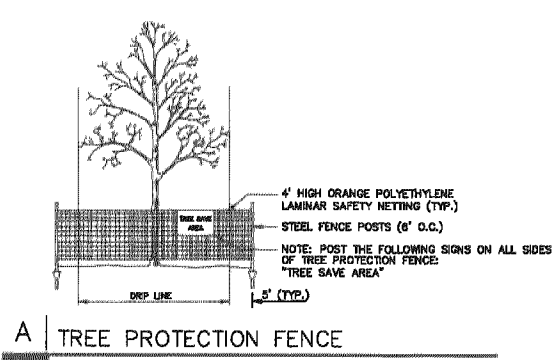 4' HIGH ORANGE POLYETHYLENE
LAMINAR SAFETY NETTING (TYP.)
TREE SAVE
AREA
STEEL FENCE POSTS (6' O.C.)
NOTE: POST THE FOLLOWING SIGNS ON ALL SIDES
OF TREE PROTECTION FENCE:
"TREE SAVE AREA"
DRIP LINE
5' (TYP.)
A TREE PROTECTION FENCE